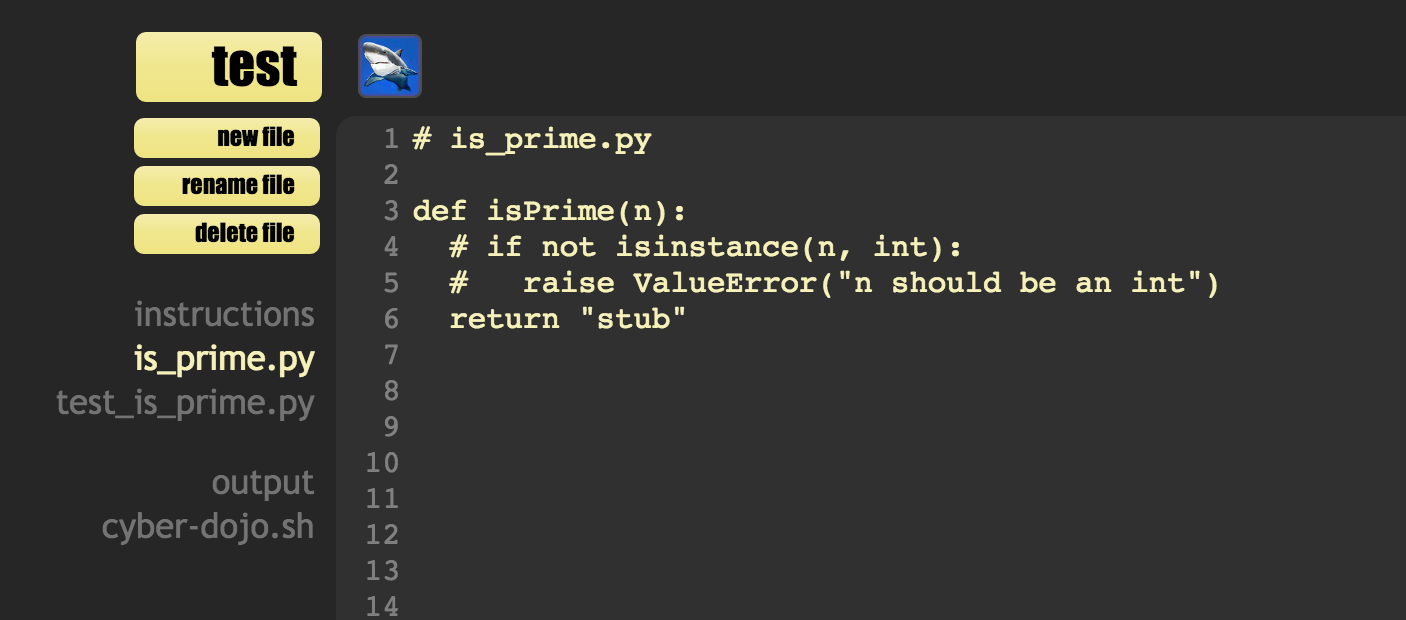 test
new file
rename file
delete file
instructions
is_prime.py
test_is_prime.py
output
cyber-dojo.sh
1 # is_prime.py
2
3 def isPrime(n):
4   # if not isinstance(n, int):
5   #   raise ValueError("n should be an int")
6   return "stub"
7
8
9
10
11
12
13
14